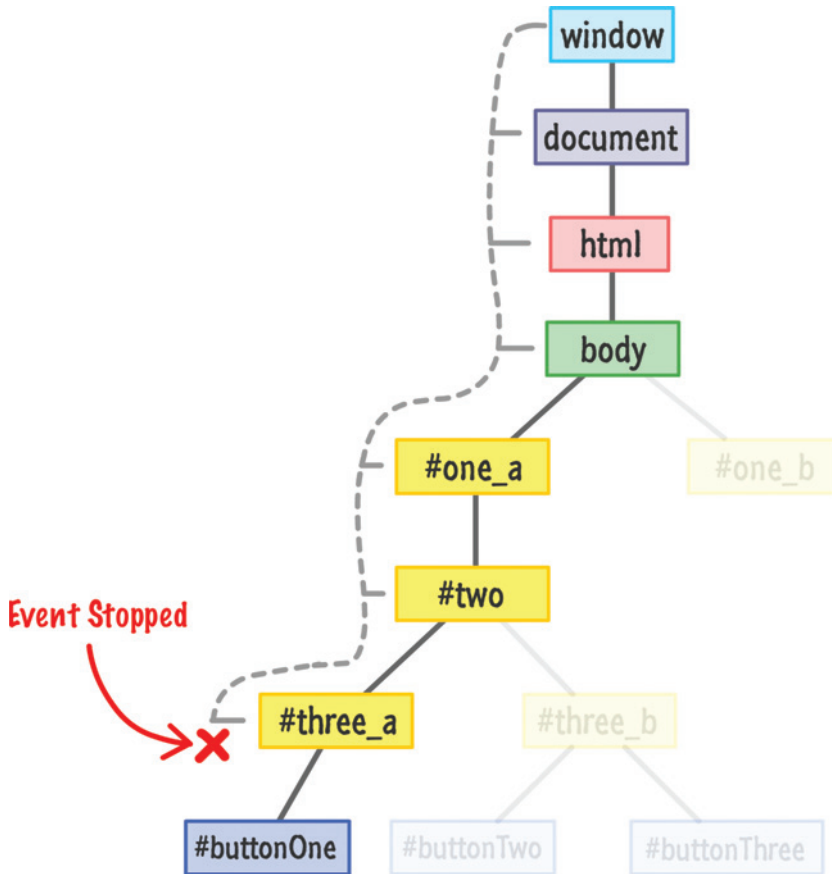 window
document
html
body
#one_a
#one_b
#two
Event Stopped
#three_a
#three_b
#buttonOne
#buttonTwo
#buttonThree